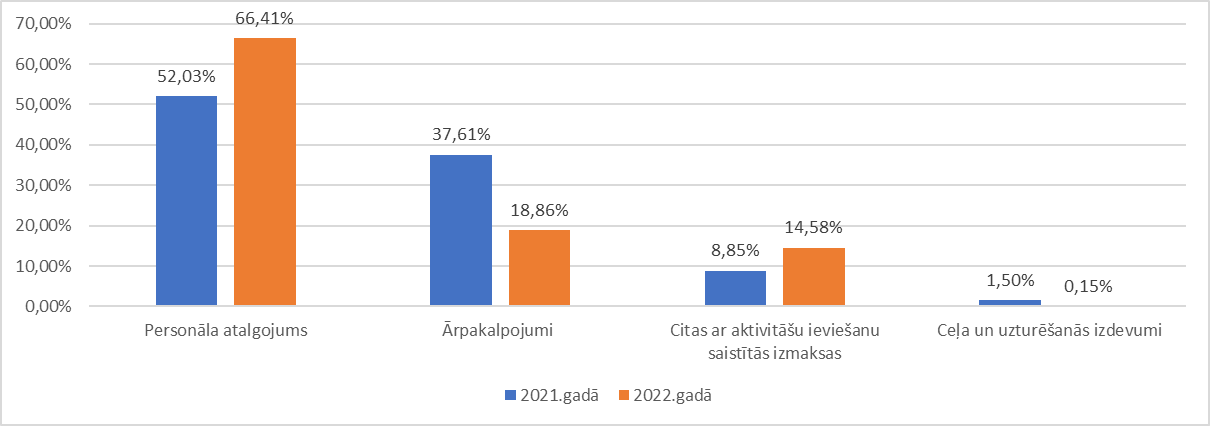 70,00%
60,00%
50,00%
40,00%
30,00%
20,00%
10,00%
0,00%
52,03%
66,41%
37,61%
18,86%
8,85%
14,58%
1,50%
0,15%
Personāla atalgojums
Ārpakalpojumi
Citas ar aktivitāšu ieviešanu
saistītās izmaksas
Ceļa un uzturēšanās izdevumi
2021.gadā
2022.gadā